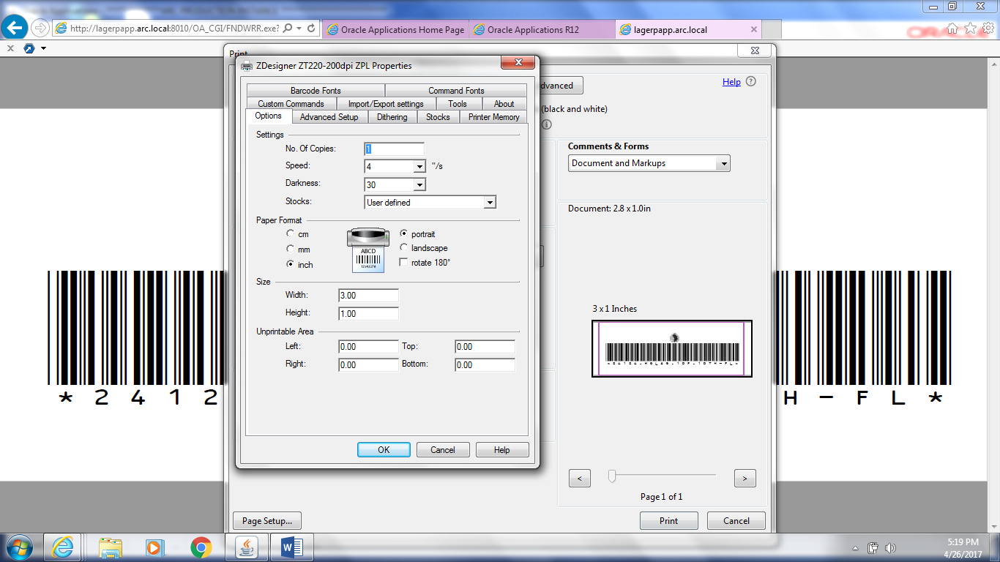 http://lagerpapp.arc.local:8010/OA_CGI/FNDWRR.exe?
Oracle Applications Home Page
Oracle Applications R12
lagerpapp.arc.local
Print
ZDesigner ZT220-200dpi ZPL Properties
Barcode Fonts
Command Fonts
Custom Commands
Import/Export settings
Tools
About
Options
Advanced Setup
Dithering
Stocks
Printer Memory
Settings
No. Of Copies:
1
Speed:
4
"/s
Darkness:
30
Stocks:
User defined
Paper Format
cm
mm
inch
ABCD
portrait
landscape
rotate 180°
Size
Width:
3.00
Height:
1.00
Unprintable Area
Left:
0.00
Top:
0.00
Right:
0.00
Bottom:
0.00
OK
Cancel
Help
dvanced
Help
(black and white)
Comments & Forms
Document and Markups
Document: 2.8 x 1.0in
3 x 1 Inches
<
>
Page 1 of 1
Page Setup...
Print
Cancel
*2412
H-FL*
5:19 PM
4/26/2017